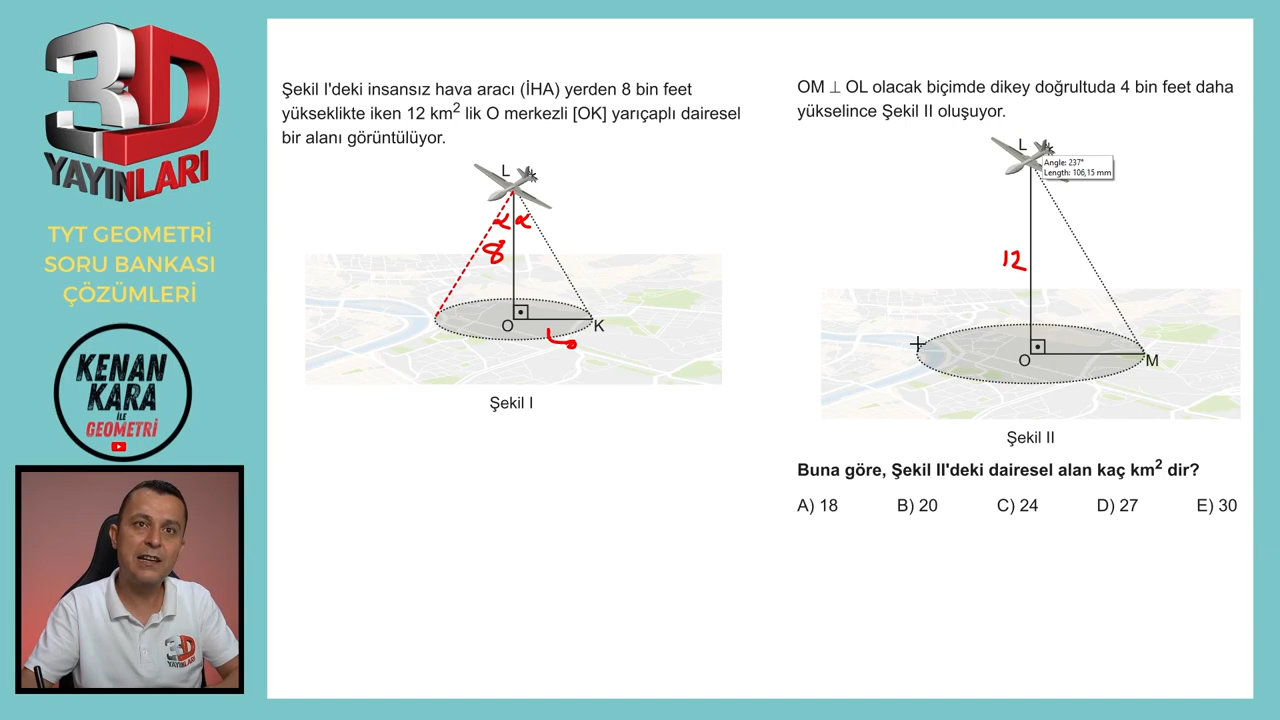 3D
YAYINLARI
TYT GEOMETRİ
SORU BANKASI
ÇÖZÜMLERİ
KENAN
KARA
İLE
GEOMETRİ
3D
YAYINLARI
Şekil I'deki insansız hava aracı (İHA) yerden 8 bin feet
yükseklikte iken 12 km² lik O merkezli [OK] yarıçaplı dairesel
bir alanı görüntülüyor.
L
α α
8
O
K
Şekil I
OM ⊥ OL olacak biçimde dikey doğrultuda 4 bin feet daha
yükselince Şekil II oluşuyor.
L
Angle: 237°
Length: 106,15 mm
12
O
M
Şekil II
Buna göre, Şekil II'deki dairesel alan kaç km² dir?
A) 18 B) 20 C) 24 D) 27 E) 30